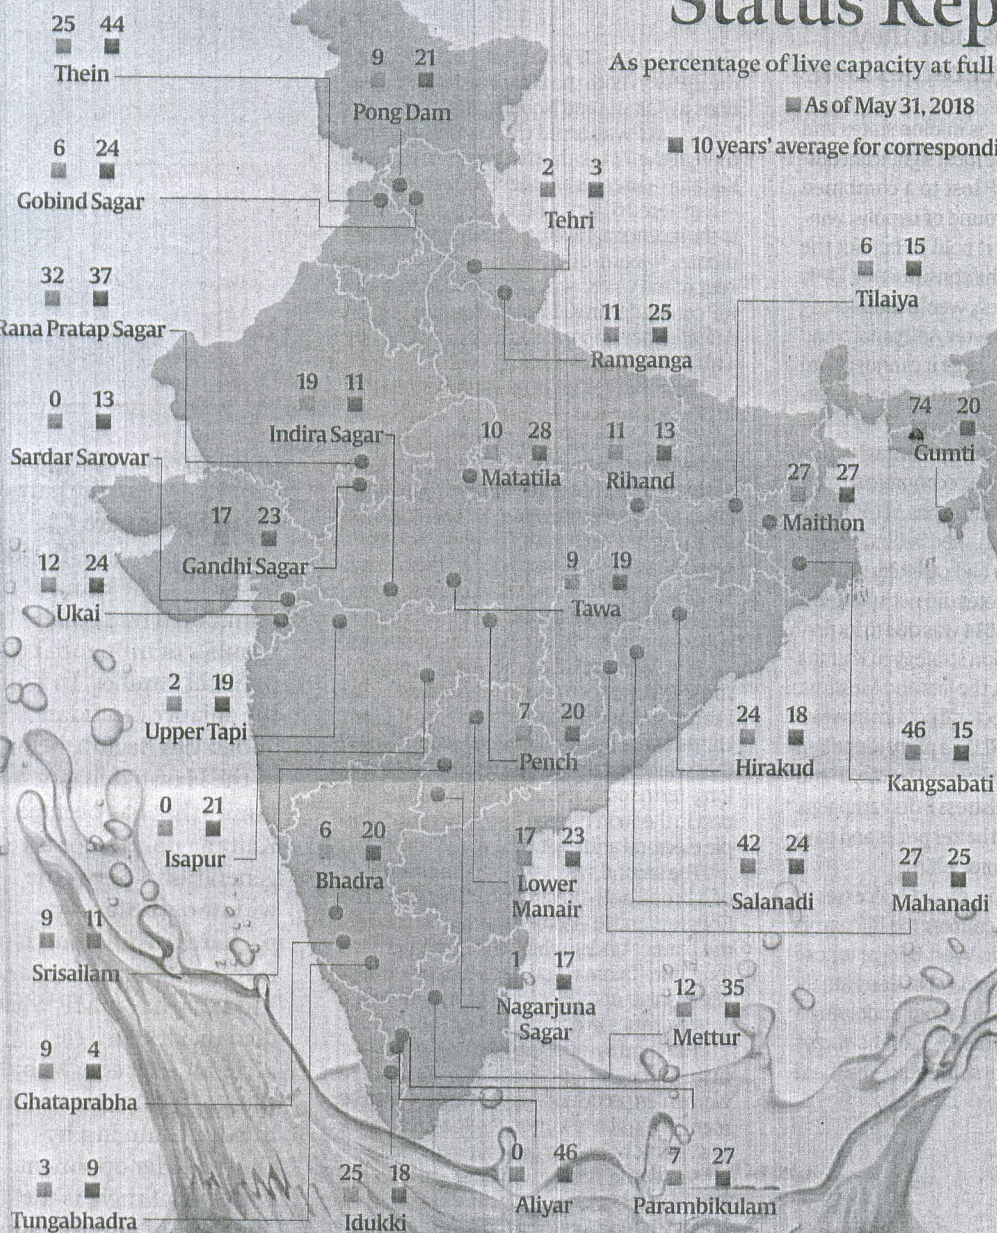 Status Rep
As percentage of live capacity at full
As of May 31, 2018
10 years' average for correspondi
25 44
Thein
9 21
Pong Dam
6 24
Gobind Sagar
2 3
Tehri
6 15
Tilaiya
32 37
Rana Pratap Sagar
11 25
Ramganga
0 13
Sardar Sarovar
19 11
Indira Sagar
10 28
Matatila
11 13
Rihand
74 20
Gumti
27 27
Maithon
17 23
Gandhi Sagar
12 24
Ukai
9 19
Tawa
2 19
Upper Tapi
7 20
Pench
24 18
Hirakud
46 15
Kangsabati
0 21
Isapur
6 20
Bhadra
17 23
Lower
Manair
42 24
Salanadi
27 25
Mahanadi
9 11
Srisailam
1 17
Nagarjuna
Sagar
12 35
Mettur
9 4
Ghataprabha
3 9
Tungabhadra
25 18
Idukki
0 46
Aliyar
7 27
Parambikulam